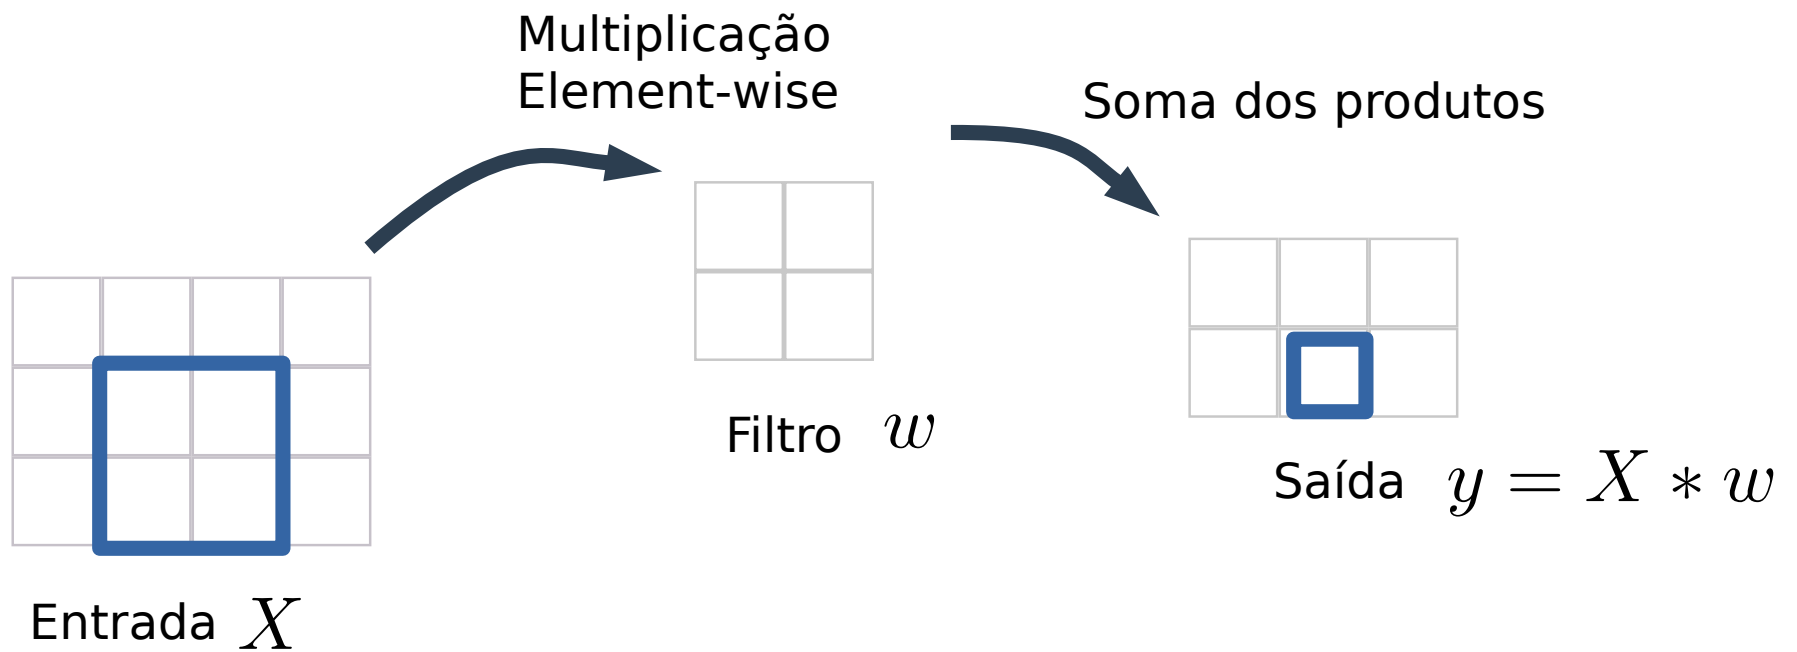 Multiplicação
Element-wise
Soma dos produtos
Filtro w
Saída y = X * w
Entrada X